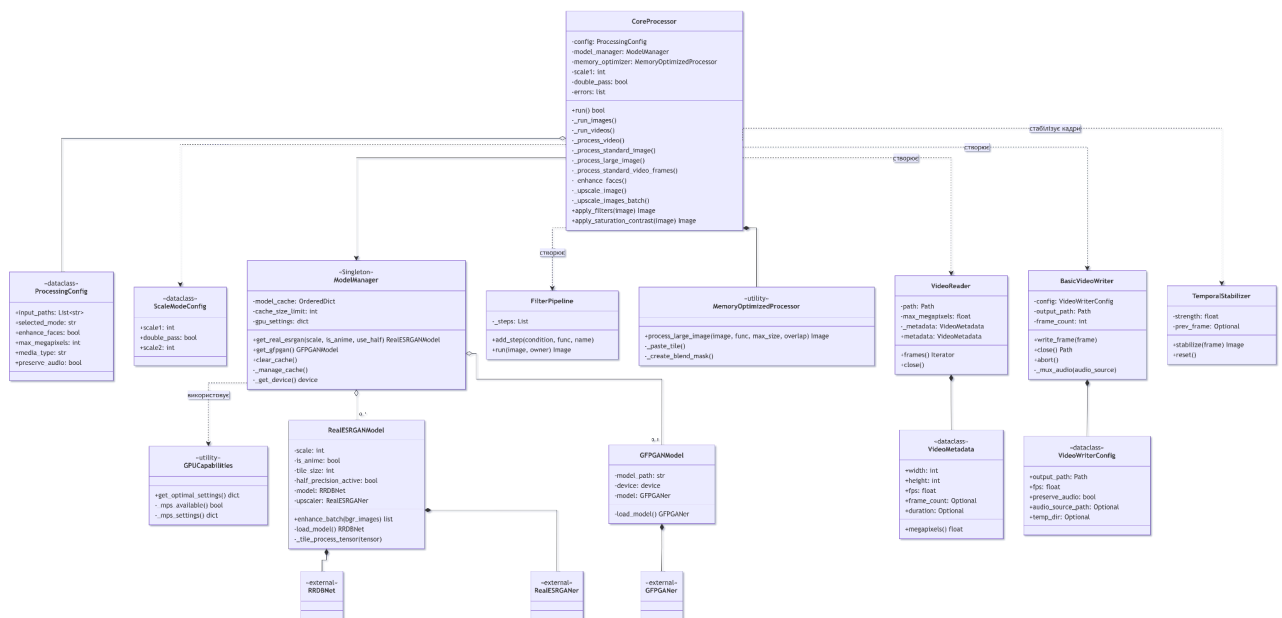 CoreProcessor
-config: ProcessingConfig
-model_manager: ModelManager
-memory_optimizer: MemoryOptimizedProcessor
-scale1: int
-double_pass: bool
-errors: list
+run() bool
-_run_images()
-_run_videos()
-_process_video()
-_process_standard_image()
-_process_large_image()
-_process_standard_video_frames()
-_enhance_faces()
-_upscale_image()
-_upscale_images_batch()
+apply_filters(image) Image
+apply_saturation_contrast(image) Image
стабілізує кадри
створює
створює
створює
«dataclass»
ProcessingConfig
+input_paths: List<str>
+selected_mode: str
+enhance_faces: bool
+max_megapixels: int
+media_type: str
+preserve_audio: bool
«dataclass»
ScaleModeConfig
+scale1: int
+double_pass: bool
+scale2: int
«Singleton»
ModelManager
-model_cache: OrderedDict
-cache_size_limit: int
-gpu_settings: dict
+get_real_esrgan(scale, is_anime, use_half) RealESRGANModel
+get_gfpgan() GFPGANModel
+clear_cache()
-_manage_cache()
-_get_device() device
FilterPipeline
-_steps: List
+add_step(condition, func, name)
+run(image, owner) Image
«utility»
MemoryOptimizedProcessor
+process_large_image(image, func, max_size, overlap) Image
-_paste_tile()
-_create_blend_mask()
VideoReader
-path: Path
-max_megapixels: float
-_metadata: VideoMetadata
+metadata: VideoMetadata
+frames() Iterator
+close()
BasicVideoWriter
-config: VideoWriterConfig
-output_path: Path
-frame_count: int
+write_frame(frame)
+close() Path
+abort()
-_mux_audio(audio_source)
TemporalStabilizer
-strength: float
-prev_frame: Optional
+stabilize(frame) Image
+reset()
використовує
0..*
0..1
«utility»
GPUCapabilities
+get_optimal_settings() dict
-_mps_available() bool
-_mps_settings() dict
RealESRGANModel
-scale: int
-is_anime: bool
-tile_size: int
-half_precision_active: bool
-model: RRDBNet
-upscaler: RealESRGANer
+enhance_batch(bgr_images) list
-load_model() RRDBNet
-_tile_process_tensor(tensor)
GFPGANModel
-model_path: str
-device: device
-model: GFPGANer
-load_model() GFPGANer
«dataclass»
VideoMetadata
+width: int
+height: int
+fps: float
+frame_count: Optional
+duration: Optional
+megapixels() float
«dataclass»
VideoWriterConfig
+output_path: Path
+fps: float
+preserve_audio: bool
+audio_source_path: Optional
+temp_dir: Optional
«external»
RRDBNet
«external»
RealESRGANer
«external»
GFPGANer